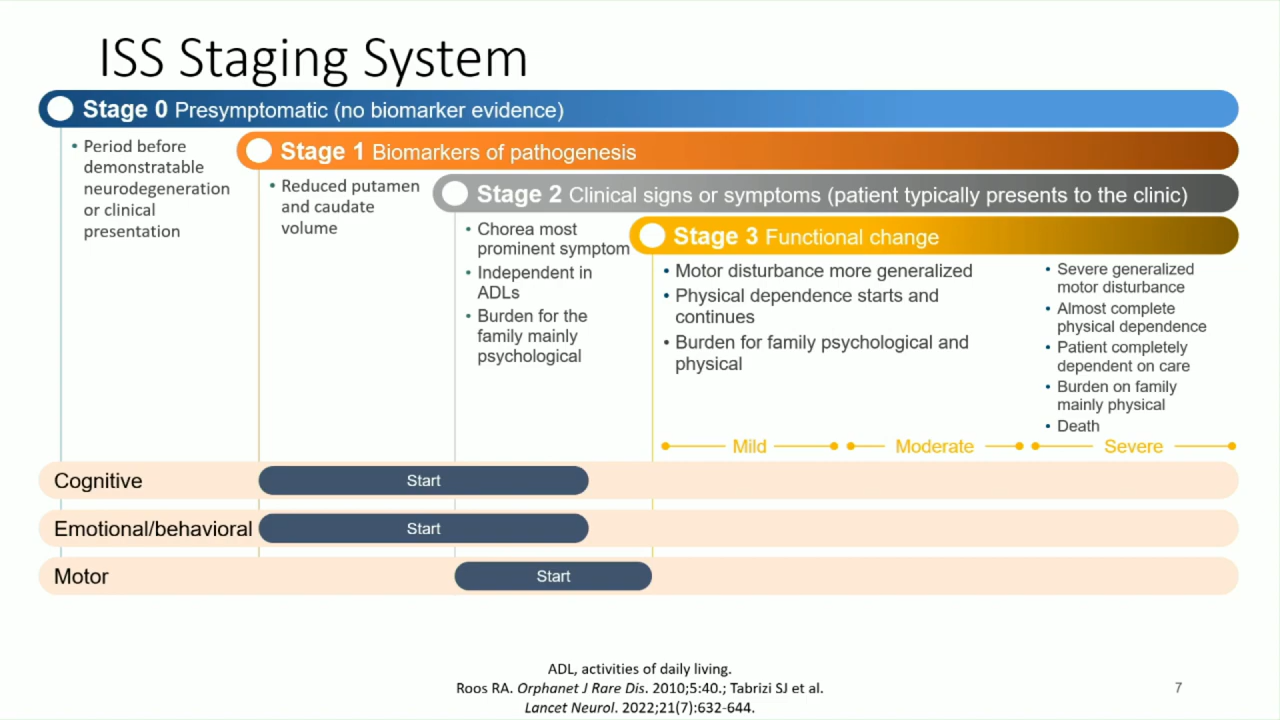 ISS Staging System
Stage 0 Presymptomatic (no biomarker evidence)
• Period before
demonstratable
neurodegeneration
or clinical
presentation
Stage 1 Biomarkers of pathogenesis
• Reduced putamen
and caudate
volume
Stage 2 Clinical signs or symptoms (patient typically presents to the clinic)
• Chorea most
prominent symptom
• Independent in
ADLs
• Burden for the
family mainly
psychological
Stage 3 Functional change
• Motor disturbance more generalized
• Physical dependence starts and
continues
• Burden for family psychological and
physical
• Severe generalized
motor disturbance
• Almost complete
physical dependence
• Patient completely
dependent on care
• Burden on family
mainly physical
• Death
Mild Moderate Severe
Cognitive Start
Emotional/behavioral Start
Motor Start
ADL, activities of daily living.
Roos RA. Orphanet J Rare Dis. 2010;5:40.; Tabrizi SJ et al.
Lancet Neurol. 2022;21(7):632-644.
7